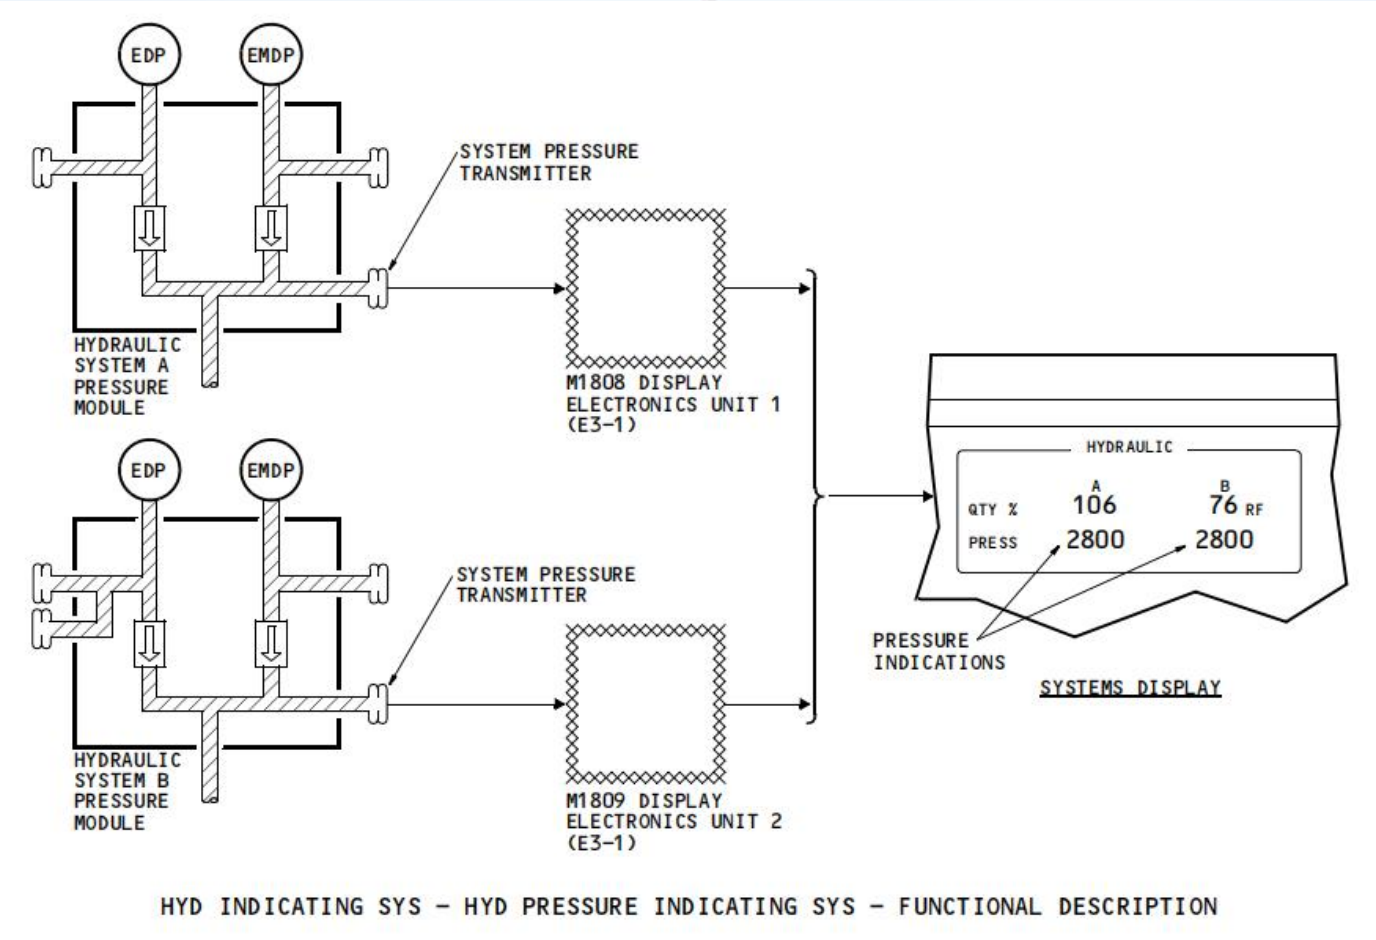 EDP
EMDP
SYSTEM PRESSURE
TRANSMITTER
HYDRAULIC
SYSTEM A
PRESSURE
MODULE
M1808 DISPLAY
ELECTRONICS UNIT 1
(E3-1)
EDP
EMDP
SYSTEM PRESSURE
TRANSMITTER
HYDRAULIC
SYSTEM B
PRESSURE
MODULE
M1809 DISPLAY
ELECTRONICS UNIT 2
(E3-1)
HYDRAULIC
A B
QTY % 106 76 RF
PRESS 2800 2800
PRESSURE
INDICATIONS
SYSTEMS DISPLAY
HYD INDICATING SYS - HYD PRESSURE INDICATING SYS - FUNCTIONAL DESCRIPTION